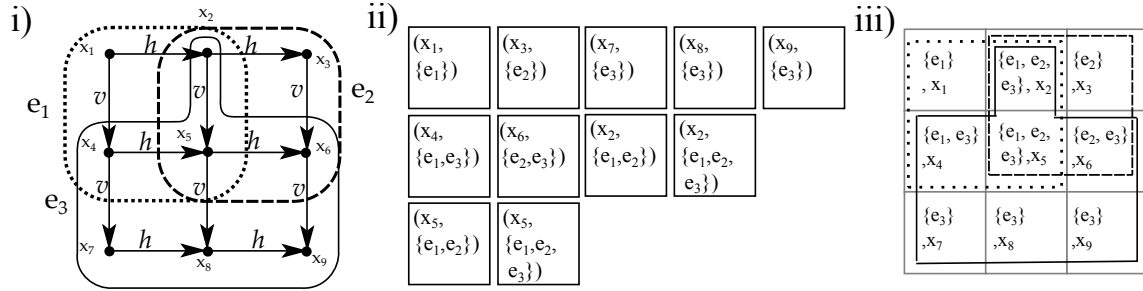 i)
x₂
x₁ h h x₃
v v v
e₁ e₂
x₄ h x₅ h x₆
v v v
e₃
x₇ h x₈ h x₉
ii)
(x₁, {e₁})
(x₃, {e₂})
(x₇, {e₃})
(x₈, {e₃})
(x₉, {e₃})
(x₄, {e₁,e₃})
(x₆, {e₂,e₃})
(x₂, {e₁,e₂})
(x₂, {e₁,e₂, e₃})
(x₅, {e₁,e₂})
(x₅, {e₁,e₂, e₃})
iii)
{e₁}
, x₁
{e₁, e₂,
e₃}, x₂
{e₂}
, x₃
{e₁, e₃}
,x₄
{e₁, e₂,
e₃},x₅
{e₂, e₃}
,x₆
{e₃}
,x₇
{e₃}
,x₈
{e₃}
,x₉